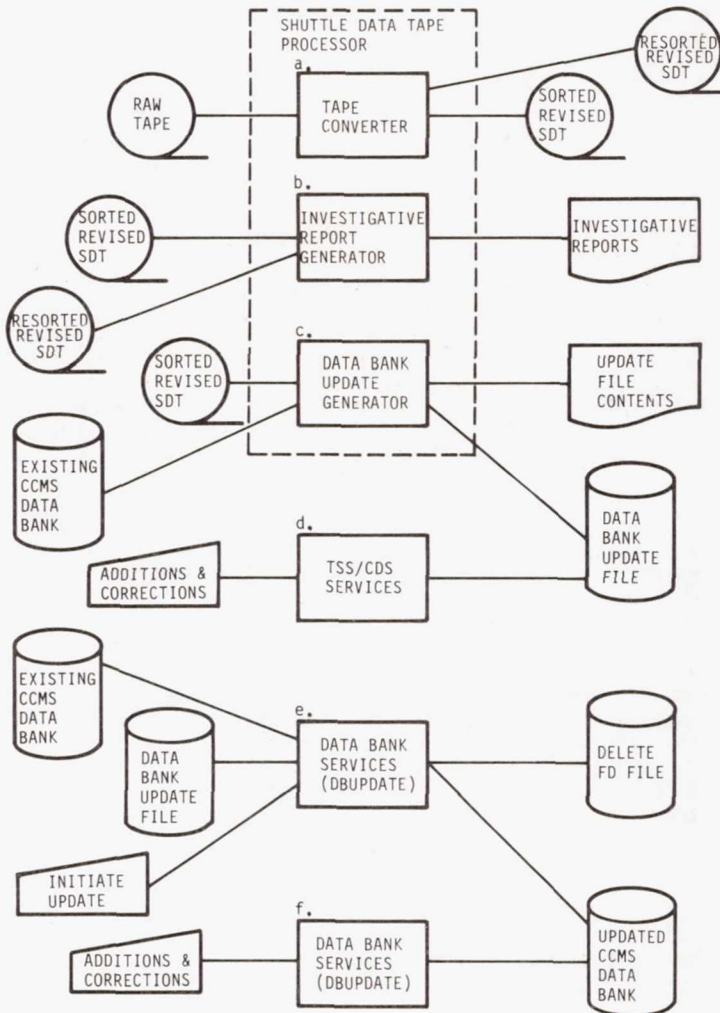 SHUTTLE DATA TAPE
PROCESSOR
a.
RAW
TAPE
TAPE
CONVERTER
SORTED
REVISED
SDT
RESORTED
REVISED
SDT
b.
SORTED
REVISED
SDT
RESORTED
REVISED
SDT
INVESTIGATIVE
REPORT
GENERATOR
INVESTIGATIVE
REPORTS
c.
SORTED
REVISED
SDT
EXISTING
CCMS
DATA
BANK
DATA BANK
UPDATE
GENERATOR
UPDATE
FILE
CONTENTS
DATA
BANK
UPDATE
FILE
d.
ADDITIONS &
CORRECTIONS
TSS/CDS
SERVICES
e.
EXISTING
CCMS
DATA
BANK
DATA
BANK
UPDATE
FILE
INITIATE
UPDATE
DATA BANK
SERVICES
(DBUPDATE)
DELETE
FD FILE
UPDATED
CCMS
DATA
BANK
f.
ADDITIONS &
CORRECTIONS
DATA BANK
SERVICES
(DBUPDATE)